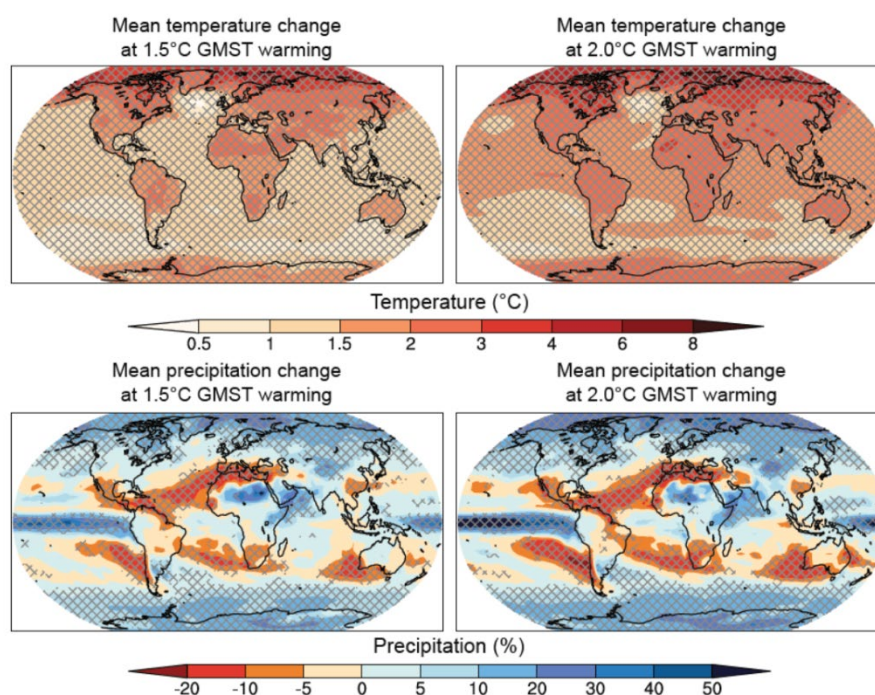 Mean temperature change
at 1.5°C GMST warming
Mean temperature change
at 2.0°C GMST warming
Temperature (°C)
0.5 1 1.5 2 3 4 6 8
Mean precipitation change
at 1.5°C GMST warming
Mean precipitation change
at 2.0°C GMST warming
Precipitation (%)
-20 -10 -5 0 5 10 20 30 40 50